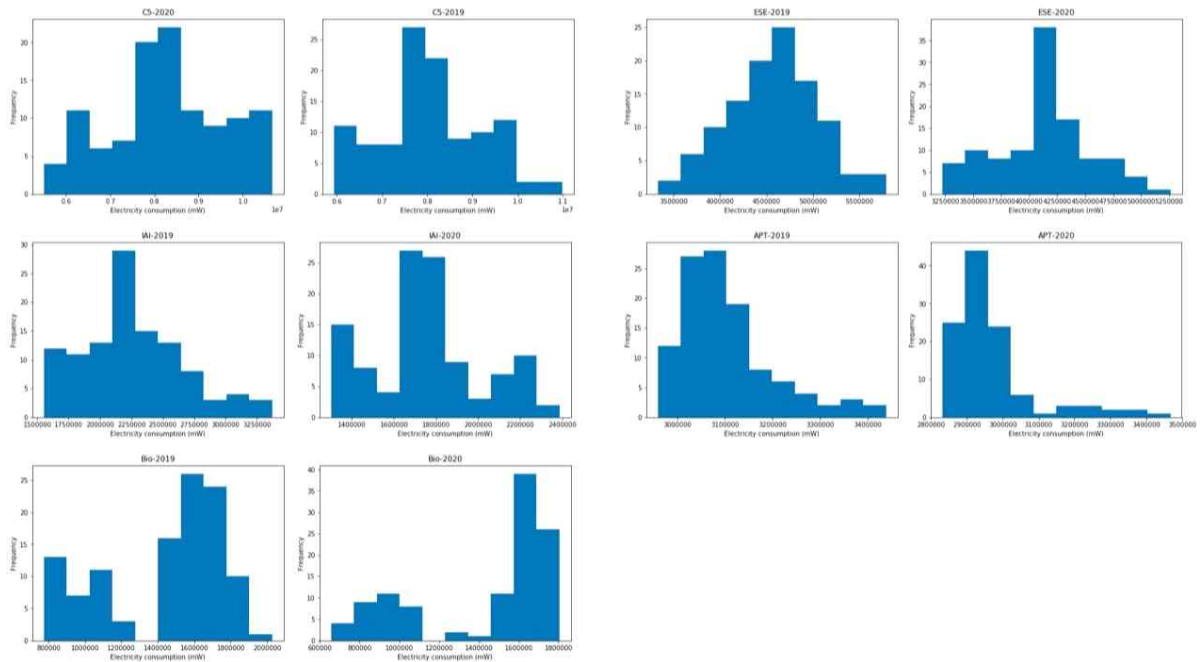 C5-2020
Frequency
20
15
10
5
0
0.6 0.7 0.8 0.9 1.0
1e7
Electricity consumption (mW)
C5-2019
Frequency
25
20
15
10
5
0
0.6 0.7 0.8 0.9 1.0 1.1
1e7
Electricity consumption (mW)
ESE-2019
Frequency
25
20
15
10
5
0
3500000 4000000 4500000 5000000 5500000
Electricity consumption (mW)
ESE-2020
Frequency
35
30
25
20
15
10
5
0
3250000 3500000 3750000 4000000 4250000 4500000 4750000 5000000 5250000
Electricity consumption (mW)
IAI-2019
Frequency
30
25
20
15
10
5
0
1500000 1750000 2000000 2250000 2500000 2750000 3000000 3250000
Electricity consumption (mW)
IAI-2020
Frequency
25
20
15
10
5
0
1400000 1600000 1800000 2000000 2200000 2400000
Electricity consumption (mW)
APT-2019
Frequency
25
20
15
10
5
0
3000000 3100000 3200000 3300000 3400000
Electricity consumption (mW)
APT-2020
Frequency
40
30
20
10
0
2800000 2900000 3000000 3100000 3200000 3300000 3400000 3500000
Electricity consumption (mW)
Bio-2019
Frequency
25
20
15
10
5
0
800000 1000000 1200000 1400000 1600000 1800000 2000000
Electricity consumption (mW)
Bio-2020
Frequency
40
35
30
25
20
15
10
5
0
600000 800000 1000000 1200000 1400000 1600000 1800000
Electricity consumption (mW)